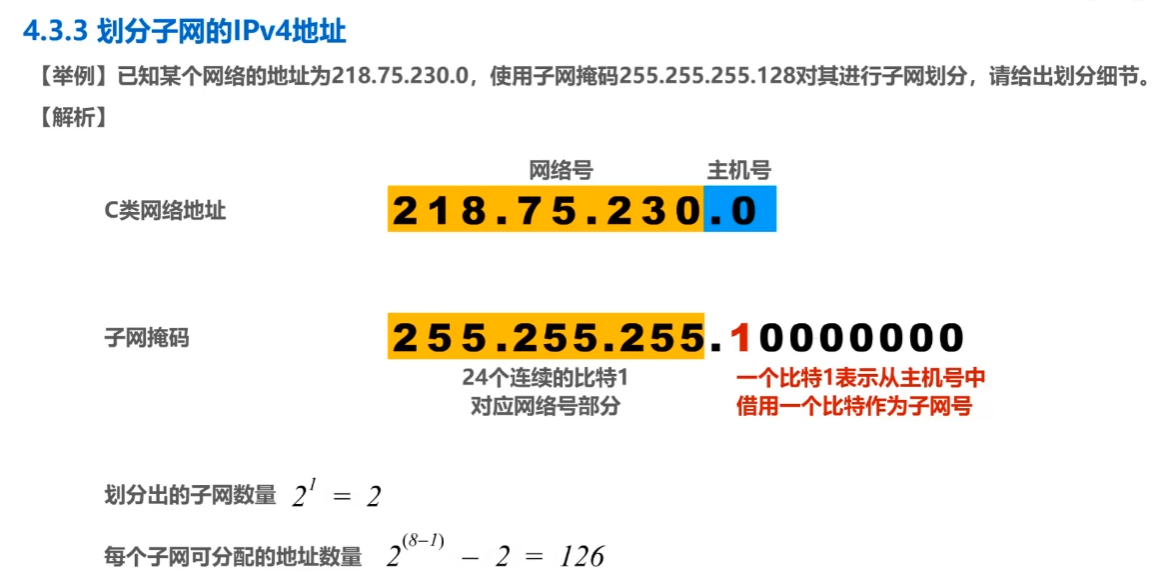 4.3.3 划分子网的IPv4地址
【举例】已知某个网络的地址为218.75.230.0，使用子网掩码255.255.255.128对其进行子网划分，请给出划分细节。
【解析】
网络号 主机号
C类网络地址 218.75.230.0
子网掩码 255.255.255.10000000
24个连续的比特1 一个比特1表示从主机号中
对应网络号部分 借用一个比特作为子网号
划分出的子网数量 2^1 = 2
每个子网可分配的地址数量 2^(8-1) - 2 = 126